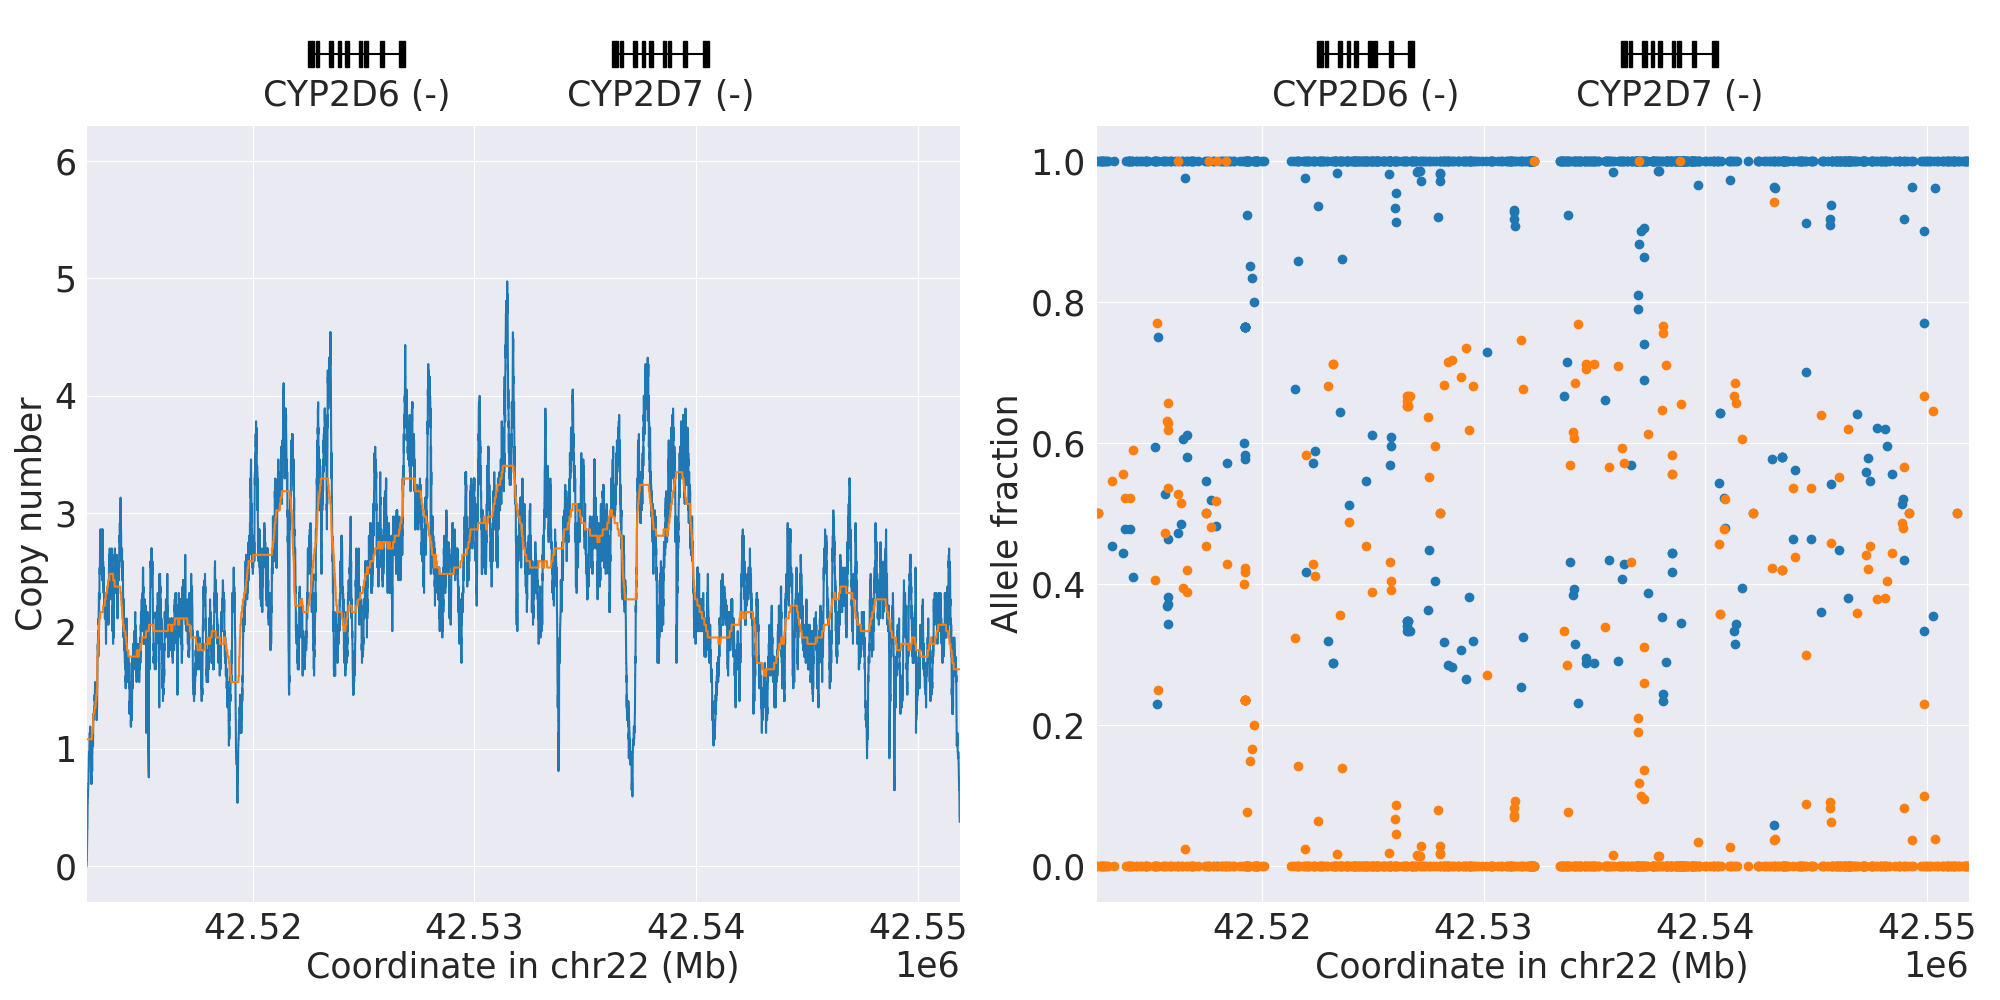 CYP2D6 (-) CYP2D7 (-)
6
5
4
3
2
1
0
Copy number
42.52 42.53 42.54 42.55
Coordinate in chr22 (Mb) 1e6
CYP2D6 (-) CYP2D7 (-)
1.0
0.8
0.6
0.4
0.2
0.0
Allele fraction
42.52 42.53 42.54 42.55
Coordinate in chr22 (Mb) 1e6